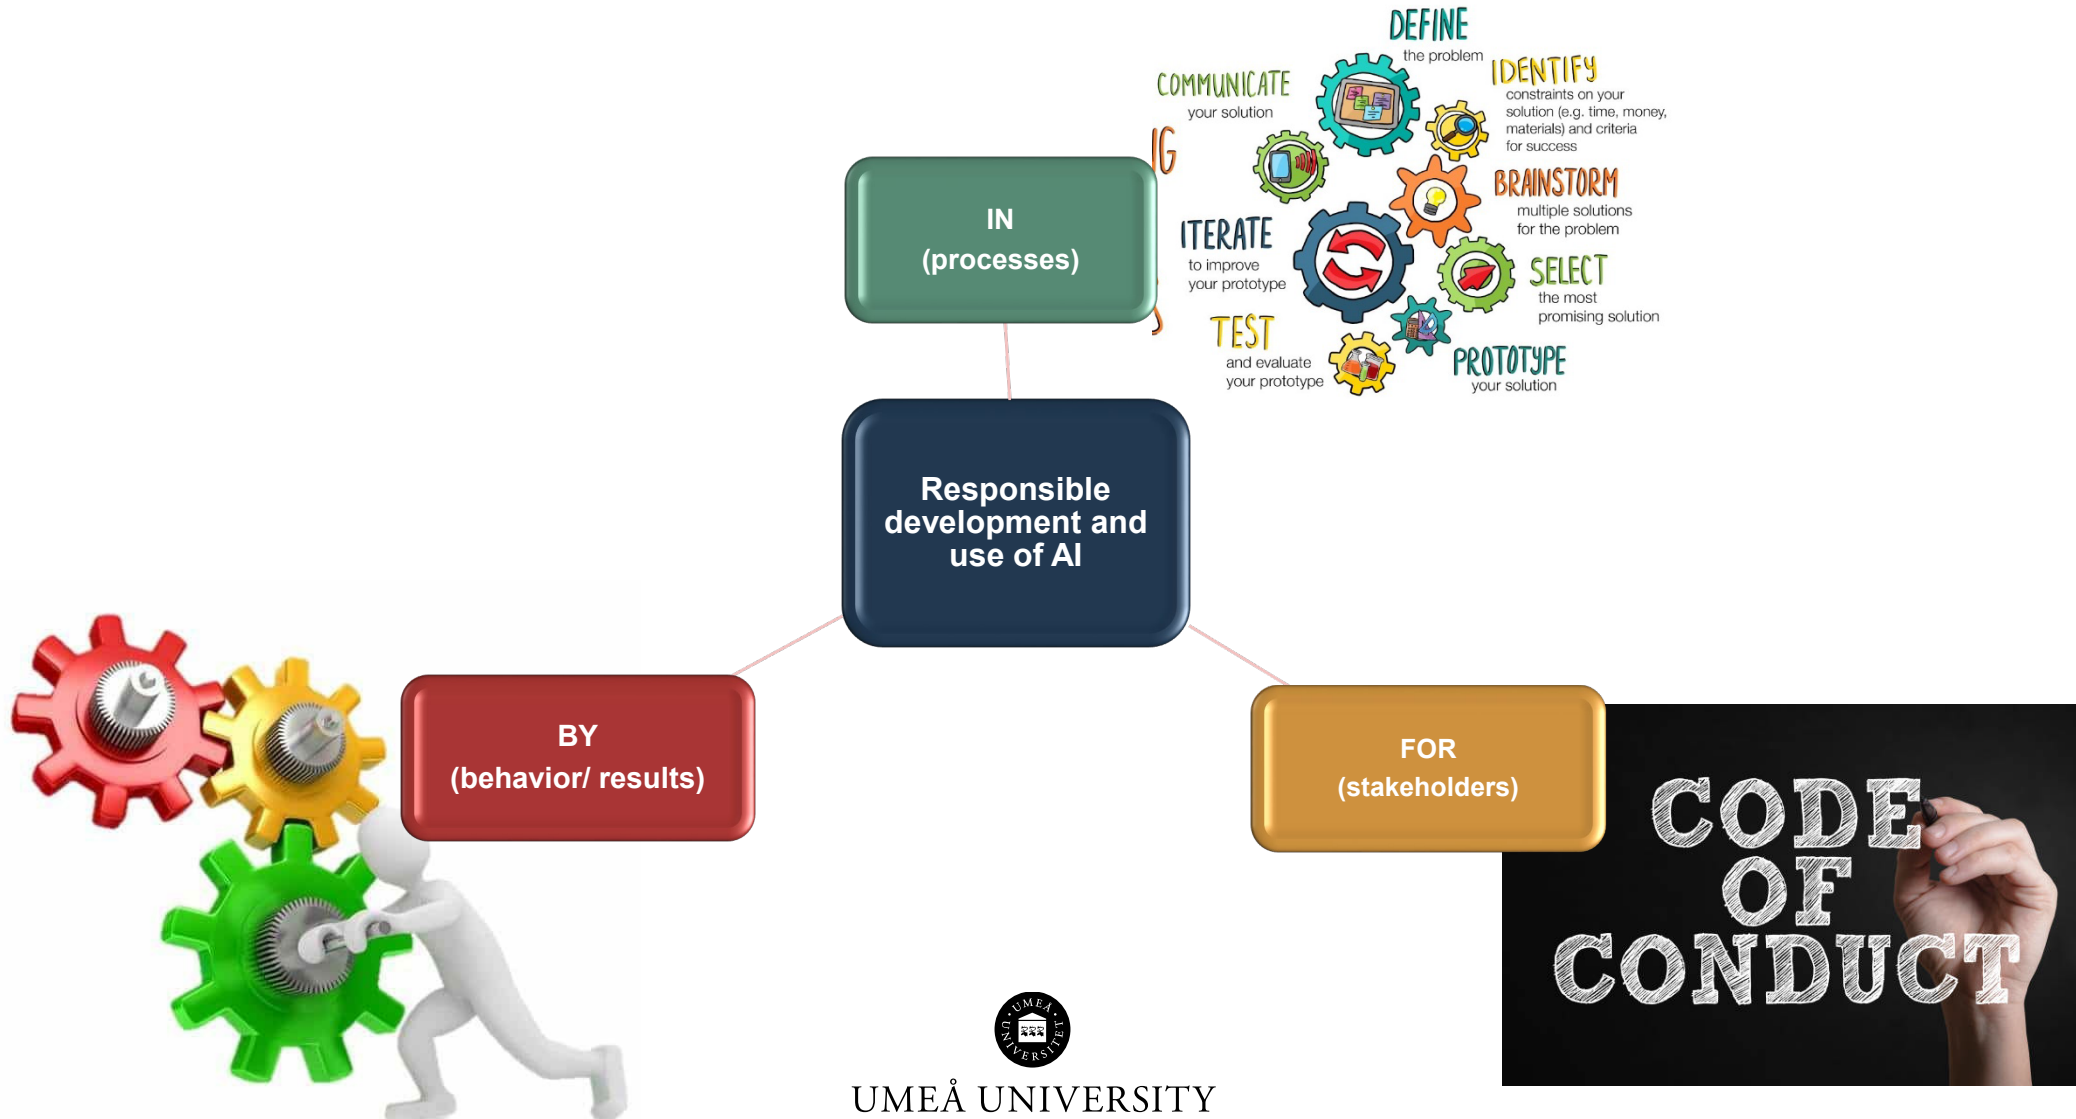 DEFINE
the problem
IDENTIFY
constraints on your
solution (e.g. time, money,
materials) and criteria
for success
COMMUNICATE
your solution
IG
BRAINSTORM
multiple solutions
for the problem
ITERATE
to improve
your prototype
SELECT
the most
promising solution
TEST
and evaluate
your prototype
PROTOTYPE
your solution
IN
(processes)
Responsible
development and
use of AI
BY
(behavior/ results)
FOR
(stakeholders)
CODE
OF
CONDUCT
UMEÅ
UNIVERSITET
UMEÅ UNIVERSITY